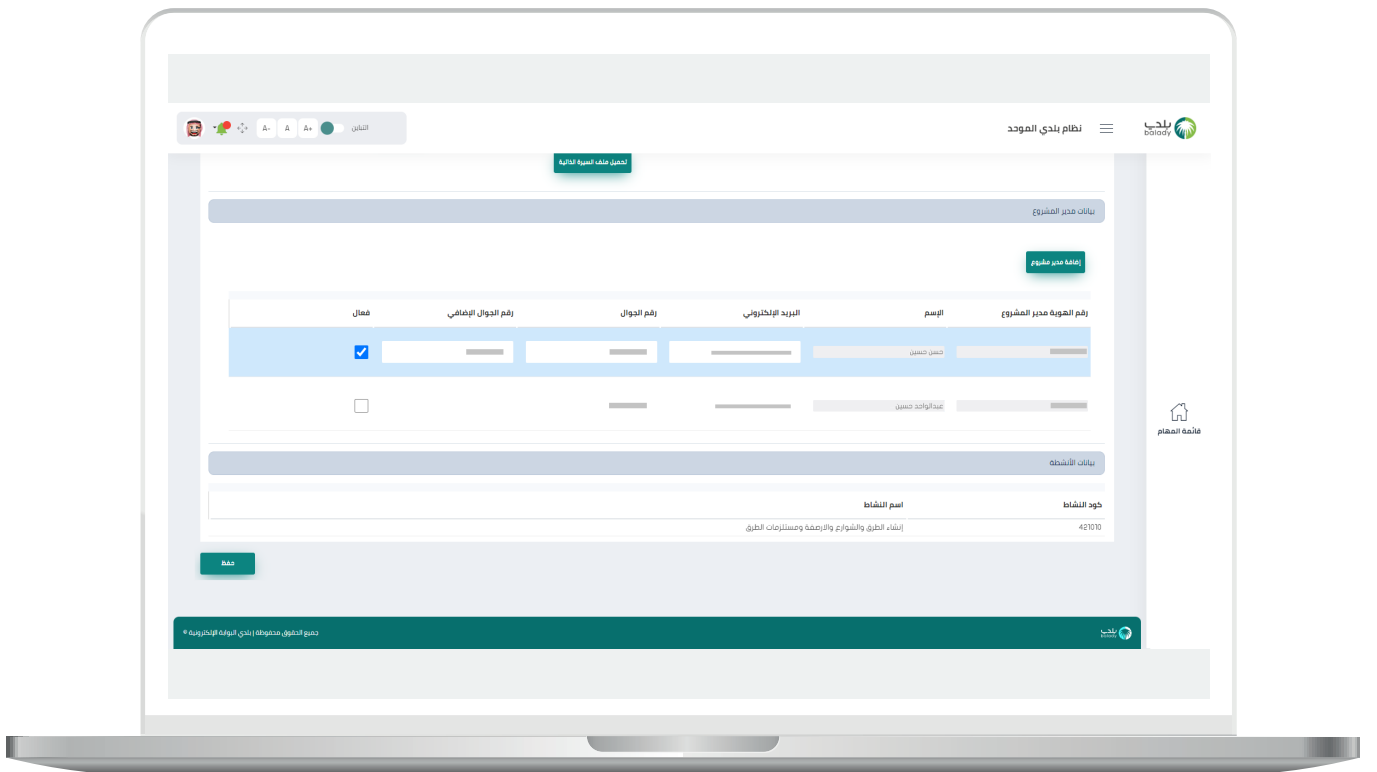 بلدي
balady
نظام بلدي الموحد
التباين
A+
A
A-
تحميل ملف السيرة الذاتية
بيانات مدير المشروع
إضافة مدير مشروع
رقم الهوية مدير المشروع
الإسم
البريد الإلكتروني
رقم الجوال
رقم الجوال الإضافي
فعال
حسن حسين
عبدالواحد حسين
قائمة المهام
بيانات الأنشطة
كود النشاط
اسم النشاط
421010
إنشاء الطرق والشوارع والارصفة ومستلزمات الطرق
حفظ
بلدي
balady
جميع الحقوق محفوظة | بلدي البوابة الإلكترونية ©